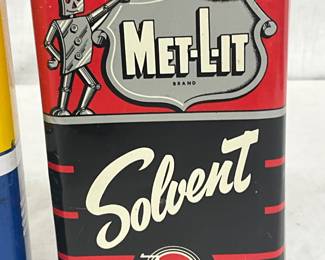 MET-L-IT
BRAND
Solvent